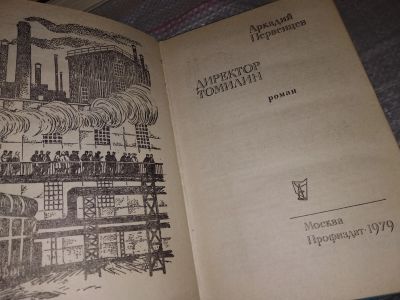 Аркадий
Первенцев
ДИРЕКТОР
ТОМИЛИН
роман
Москва
Профиздат·1979